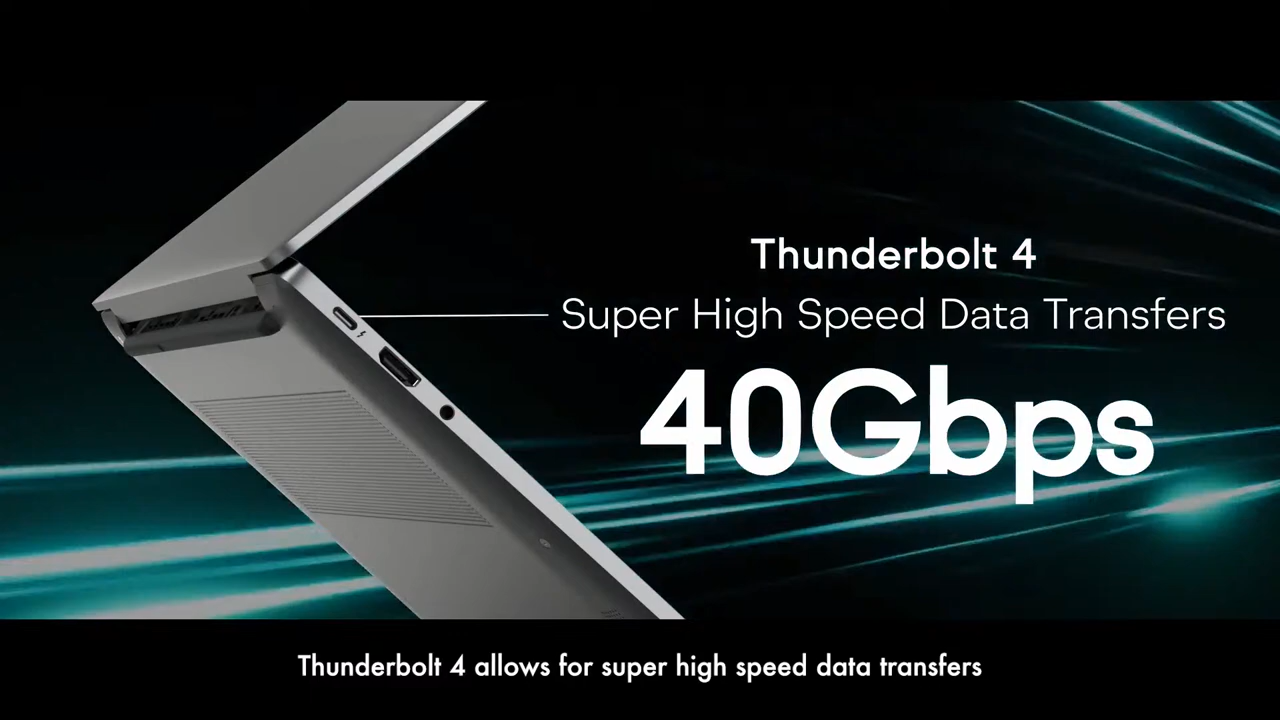 Thunderbolt 4
Super High Speed Data Transfers
40Gbps
Thunderbolt 4 allows for super high speed data transfers